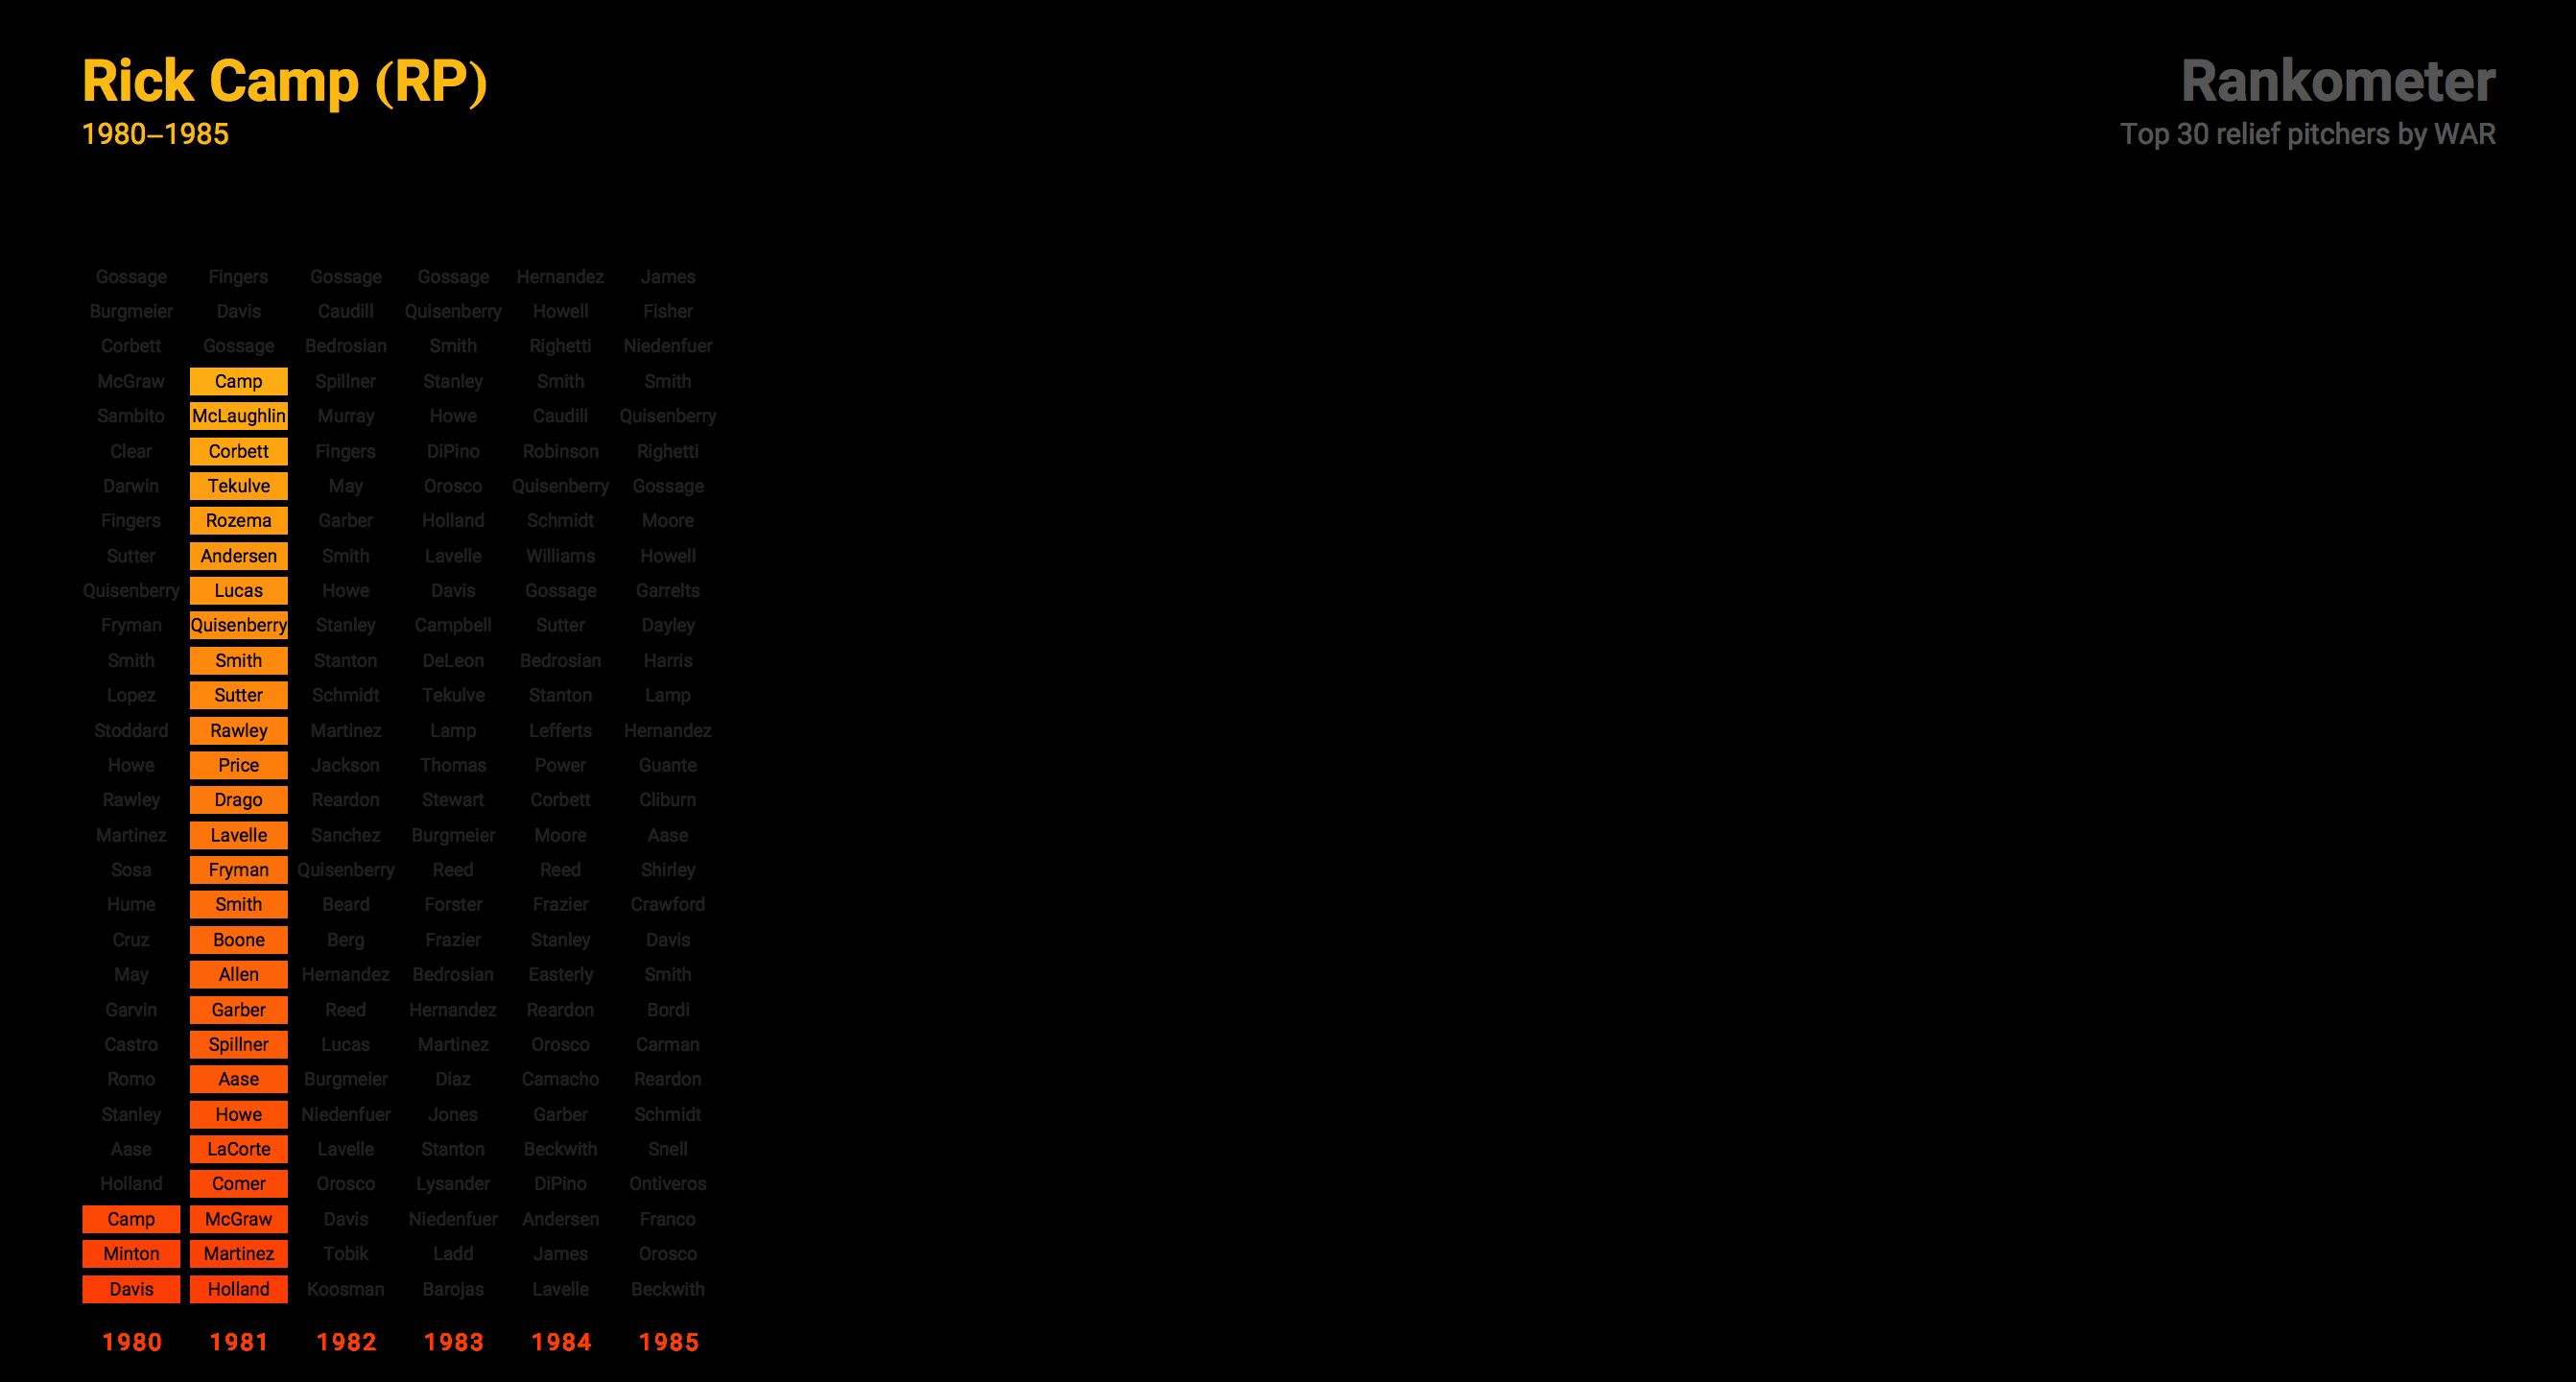 Rick Camp (RP)
1980–1985
Rankometer
Top 30 relief pitchers by WAR
Gossage Fingers Gossage Gossage Hernandez James
Burgmeier Davis Caudill Quisenberry Howell Fisher
Corbett Gossage Bedrosian Smith Righetti Niedenfuer
McGraw Camp Spillner Stanley Smith Smith
Sambito McLaughlin Murray Howe Caudill Quisenberry
Clear Corbett Fingers DiPino Robinson Righetti
Darwin Tekulve May Orosco Quisenberry Gossage
Fingers Rozema Garber Holland Schmidt Moore
Sutter Andersen Smith Lavelle Williams Howell
Quisenberry Lucas Howe Davis Gossage Garrelts
Fryman Quisenberry Stanley Campbell Sutter Dayley
Smith Smith Stanton DeLeon Bedrosian Harris
Lopez Sutter Schmidt Tekulve Stanton Lamp
Stoddard Rawley Martinez Lamp Lefferts Hernandez
Howe Price Jackson Thomas Power Guante
Rawley Drago Reardon Stewart Corbett Cliburn
Martinez Lavelle Sanchez Burgmeier Moore Aase
Sosa Fryman Quisenberry Reed Reed Shirley
Hume Smith Beard Forster Frazier Crawford
Cruz Boone Berg Frazier Stanley Davis
May Allen Hernandez Bedrosian Easterly Smith
Garvin Garber Reed Hernandez Reardon Bordi
Castro Spillner Lucas Martinez Orosco Carman
Romo Aase Burgmeier Diaz Camacho Reardon
Stanley Howe Niedenfuer Jones Garber Schmidt
Aase LaCorte Lavelle Stanton Beckwith Snell
Holland Comer Orosco Lysander DiPino Ontiveros
Camp McGraw Davis Niedenfuer Andersen Franco
Minton Martinez Tobik Ladd James Orosco
Davis Holland Koosman Barojas Lavelle Beckwith
1980 1981 1982 1983 1984 1985